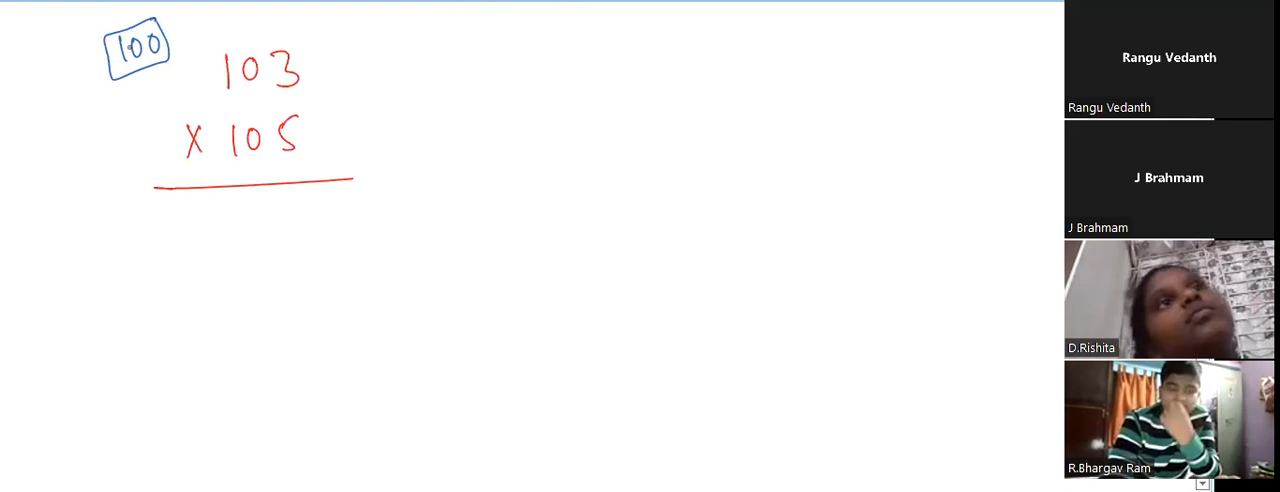 100
103
X 105
Rangu Vedanth
Rangu Vedanth
J Brahmam
J Brahmam
D.Rishita
R.Bhargav Ram